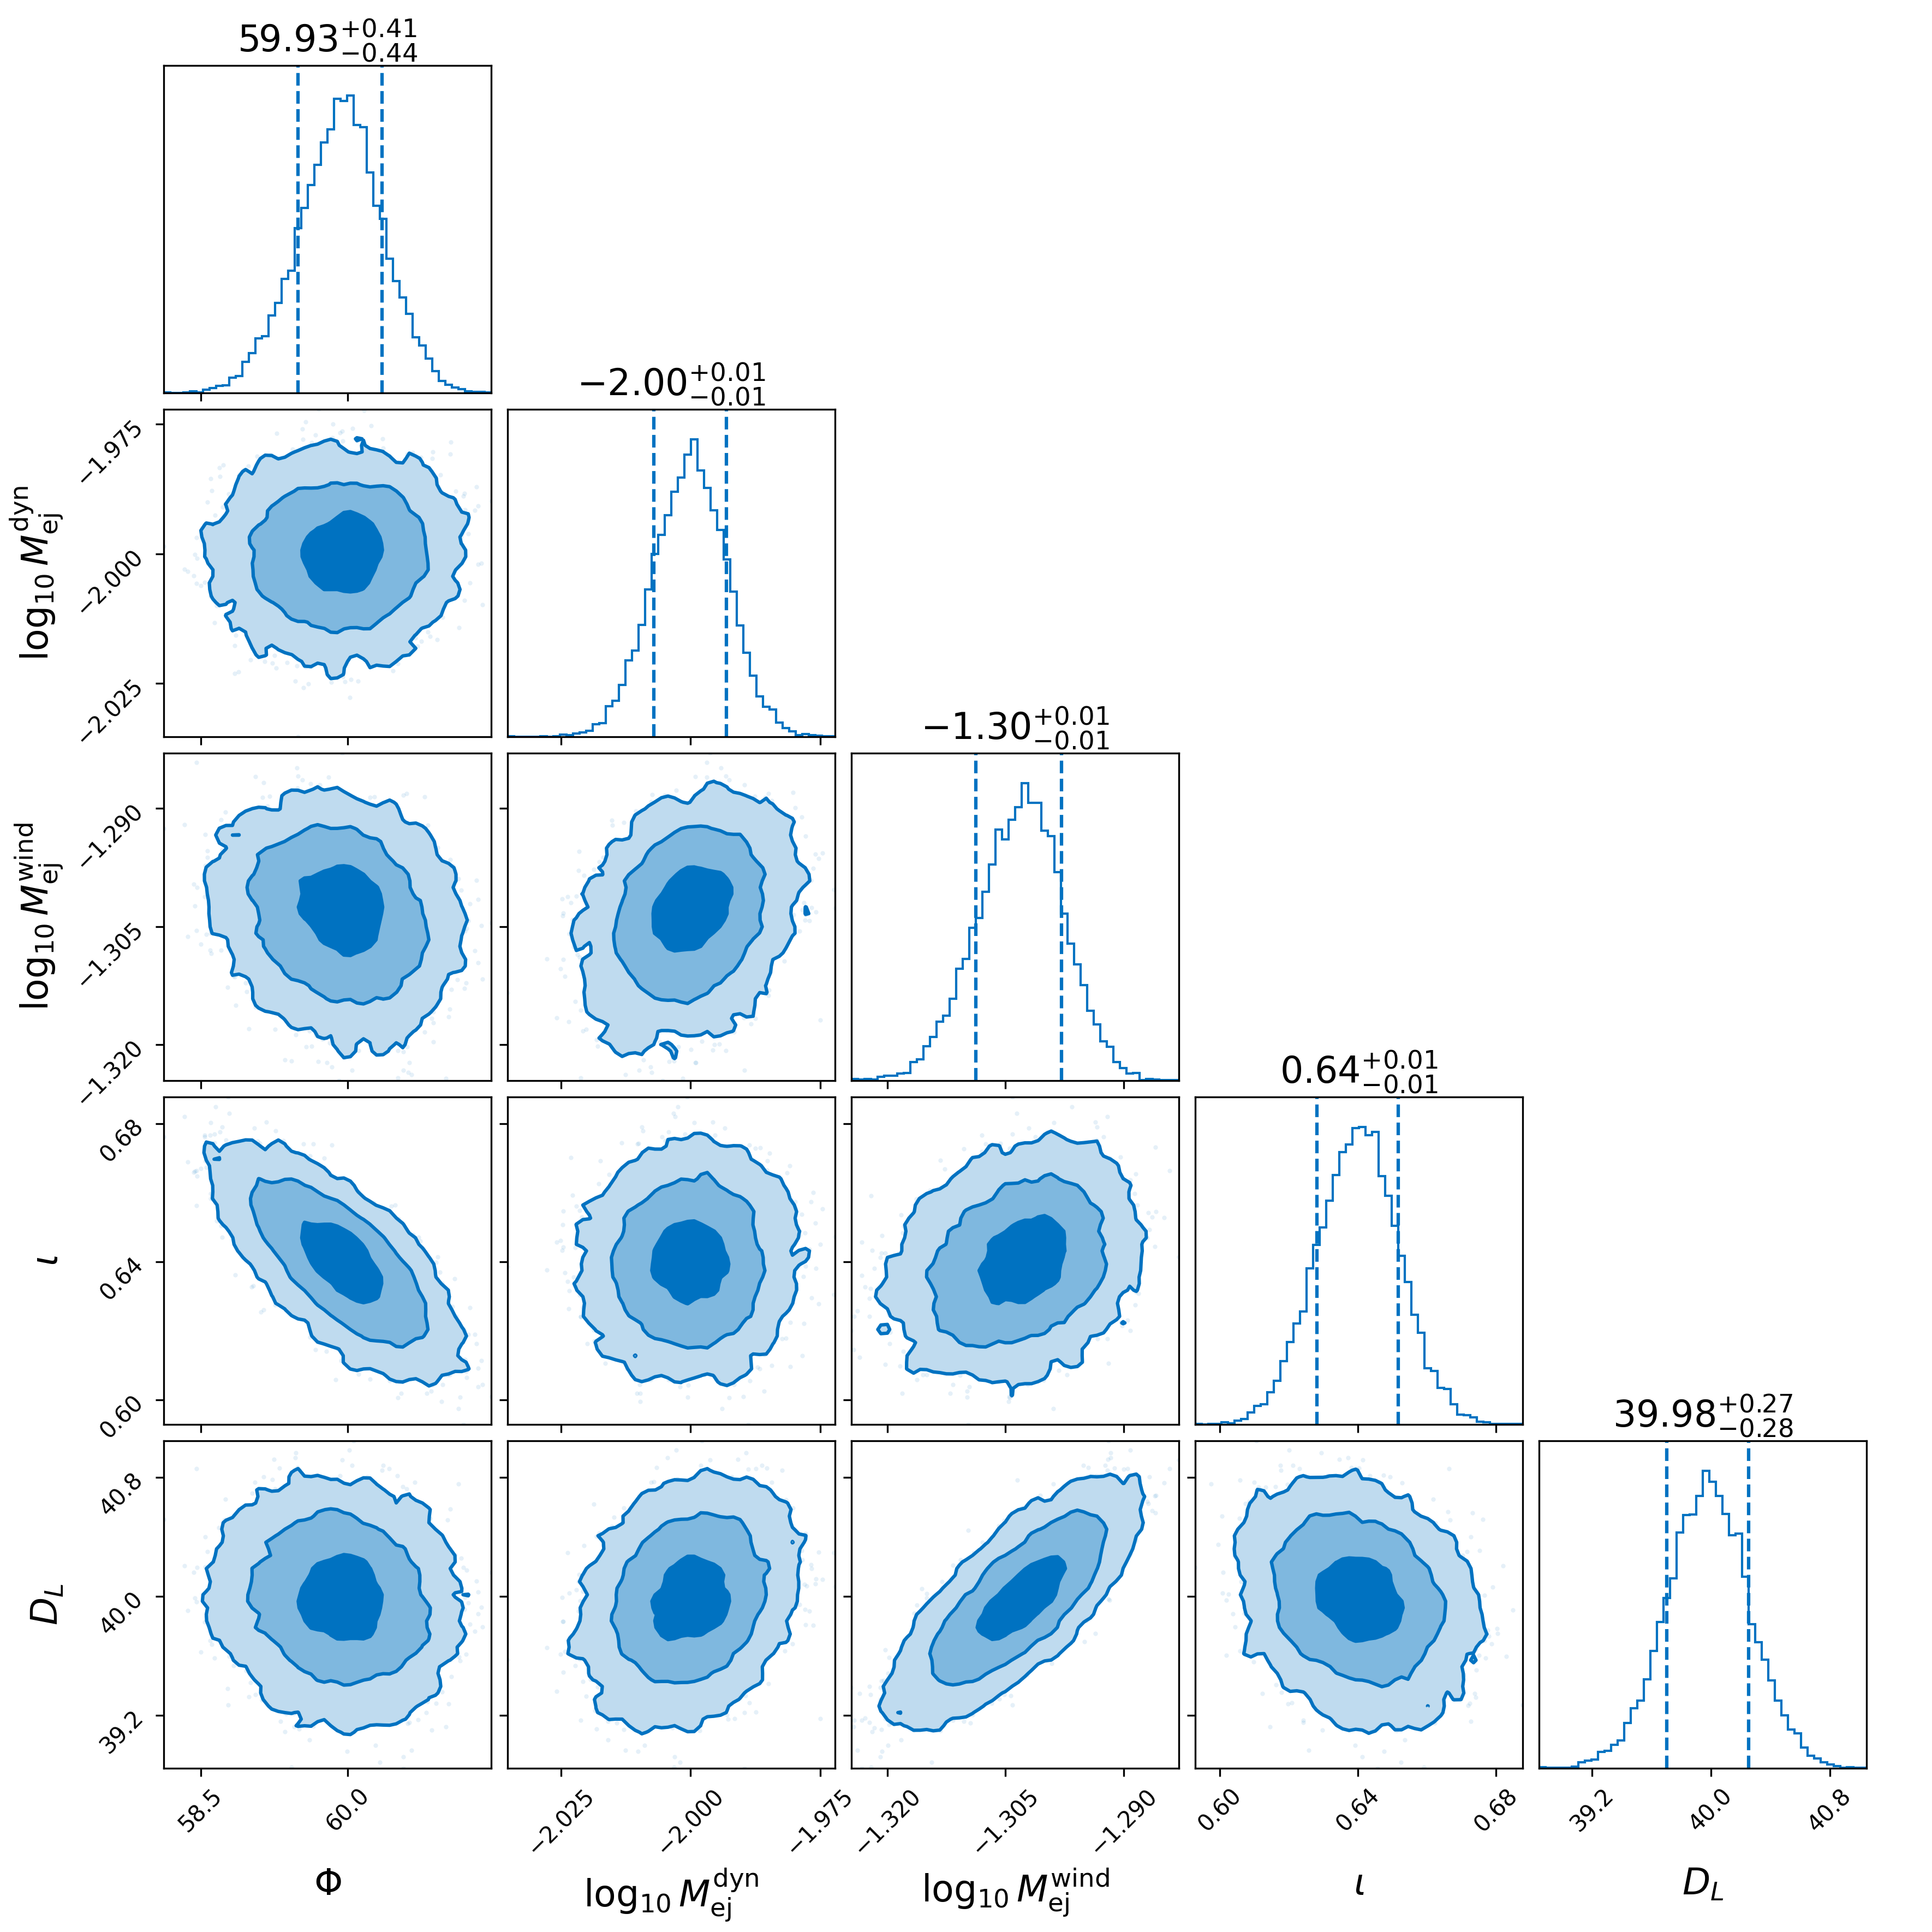 59.93+0.41−0.44
−2.00+0.01−0.01
−1.30+0.01−0.01
0.64+0.01−0.01
39.98+0.27−0.28
log10 Mejdyn
−1.975
−2.000
−2.025
log10 Mejwind
−1.290
−1.305
−1.320
ι
0.68
0.64
0.60
DL
40.8
40.0
39.2
58.5 60.0
−2.025 −2.000 −1.975
−1.320 −1.305 −1.290
0.60 0.64 0.68
39.2 40.0 40.8
Φ
log10 Mejdyn
log10 Mejwind
ι
DL